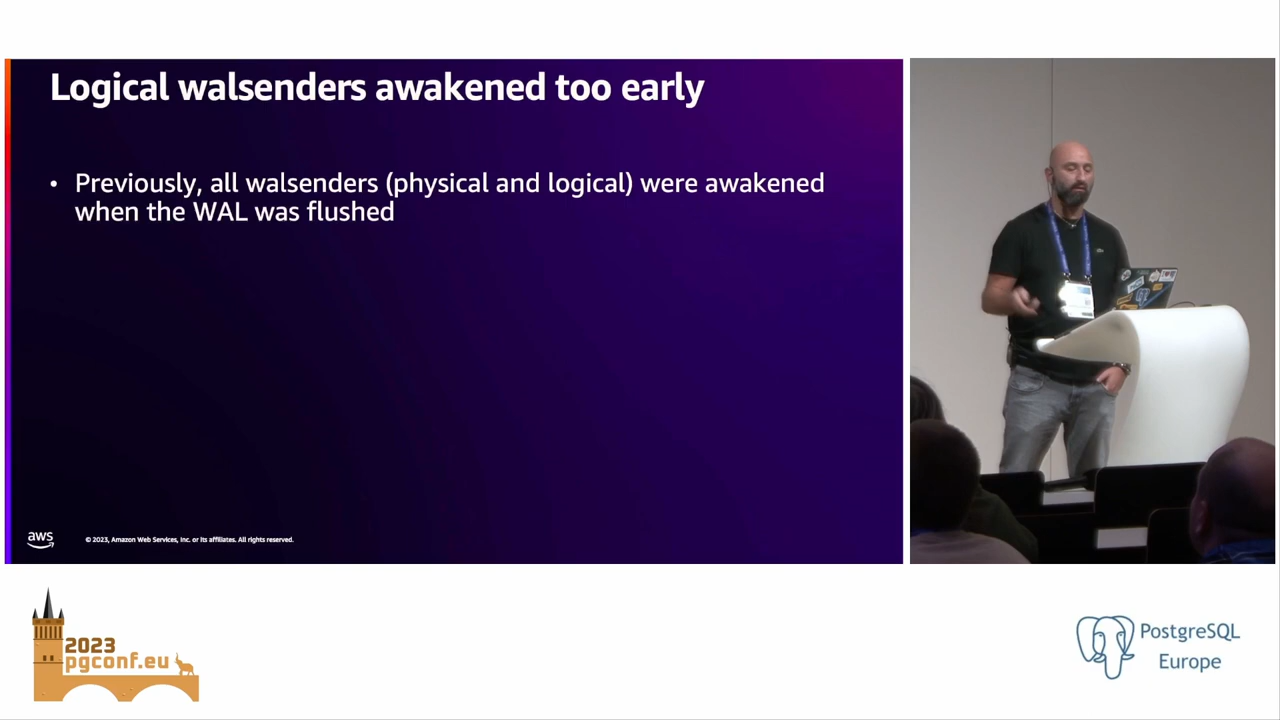 Logical walsenders awakened too early
• Previously, all walsenders (physical and logical) were awakened
when the WAL was flushed
aws
© 2023, Amazon Web Services, Inc. or its affiliates. All rights reserved.
2023
pgconf.eu
PostgreSQL
Europe